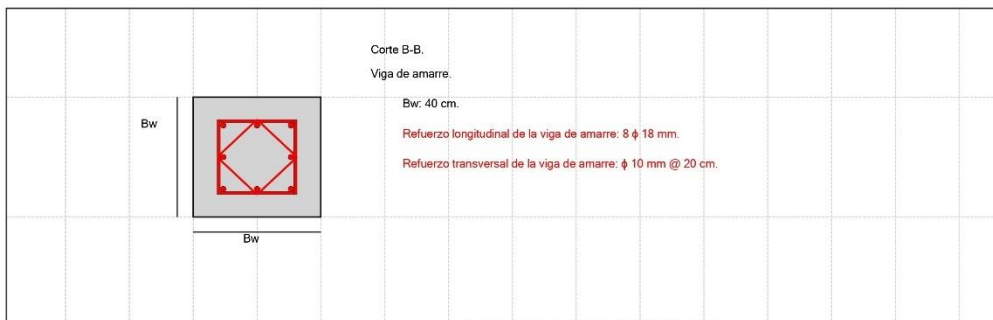 Corte B-B.
Viga de amarre.
Bw: 40 cm.
Bw
Refuerzo longitudinal de la viga de amarre: 8 ϕ 18 mm.
Refuerzo transversal de la viga de amarre: ϕ 10 mm @ 20 cm.
Bw